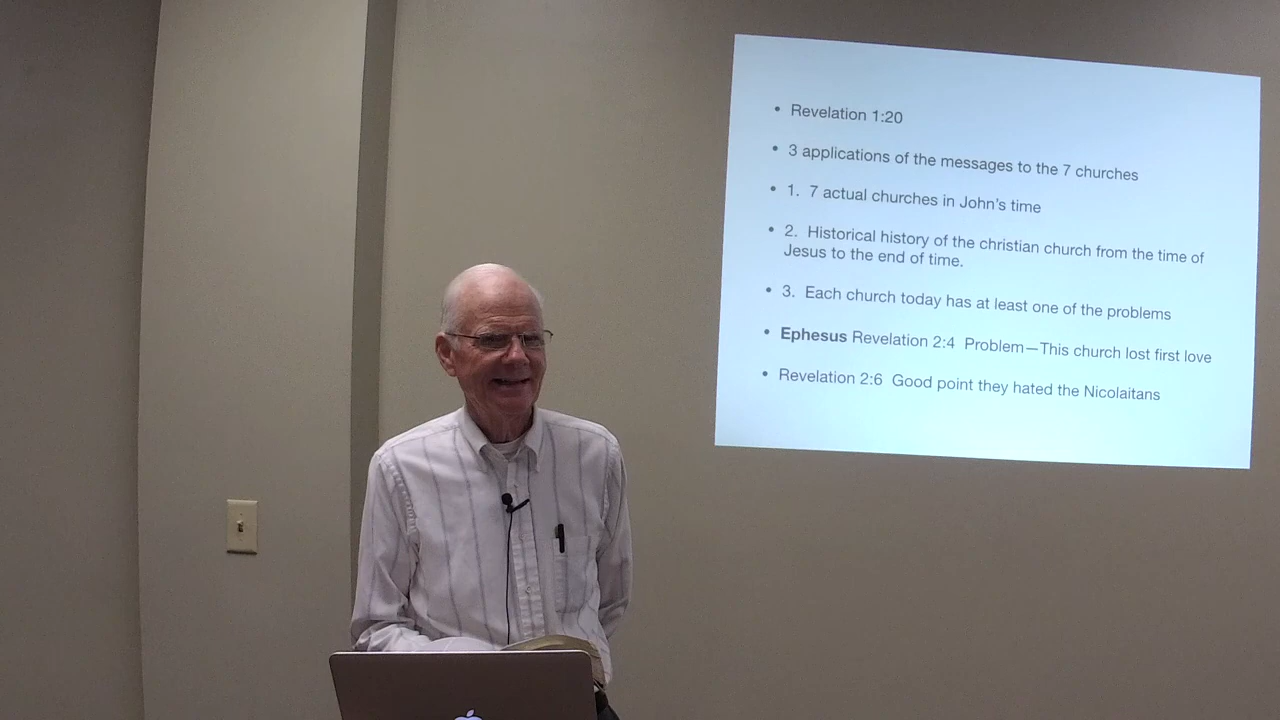 • Revelation 1:20
• 3 applications of the messages to the 7 churches
• 1. 7 actual churches in John's time
• 2. Historical history of the christian church from the time of
Jesus to the end of time.
• 3. Each church today has at least one of the problems
• Ephesus Revelation 2:4 Problem—This church lost first love
• Revelation 2:6 Good point they hated the Nicolaitans